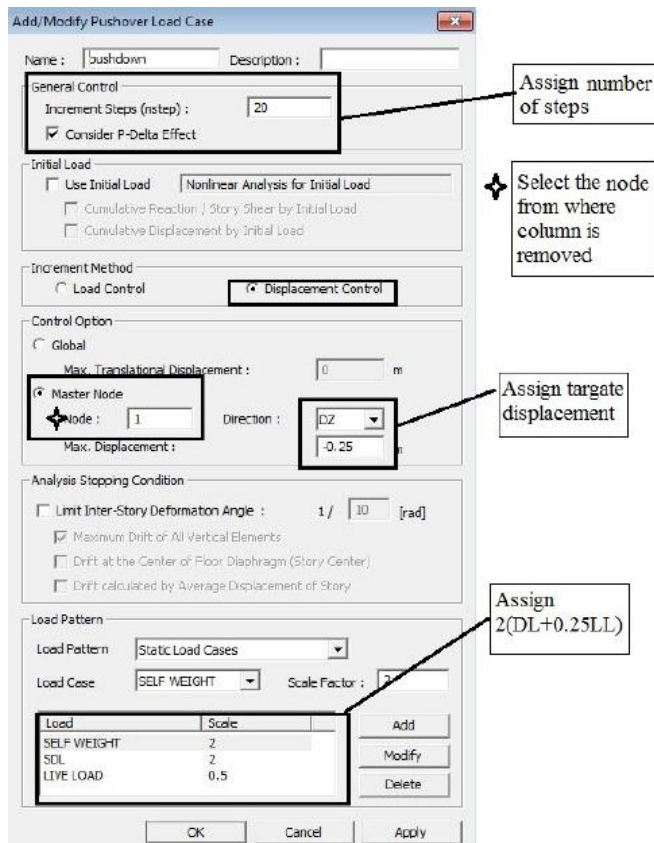 Add/Modify Pushover Load Case
Name : pushdown Description :
General Control
Increment Steps (nstep) : 20
Consider P-Delta Effect
Assign number
of steps
Initial Load
Use Initial Load Nonlinear Analysis for Initial Load
Cumulative Reaction / Story Shear by Initial Load
Cumulative Displacement by Initial Load
Select the node
from where
column is
removed
Increment Method
Load Control Displacement Control
Control Option
Global
Max. Translational Displacement : 0 m
Master Node
Node : 1 Direction : DZ
Max. Displacement : -0.25
Assign targate
displacement
Analysis Stopping Condition
Limit Inter-Story Deformation Angle : 1 / 10 [rad]
Maximum Drift of All Vertical Elements
Drift at the Center of Floor Diaphragm (Story Center)
Drift calculated by Average Displacement of Story
Assign
2(DL+0.25LL)
Load Pattern
Load Pattern Static Load Cases
Load Case SELF WEIGHT Scale Factor : 2
Load Scale
SELF WEIGHT 2
SDL 2
LIVE LOAD 0.5
Add
Modify
Delete
OK Cancel Apply